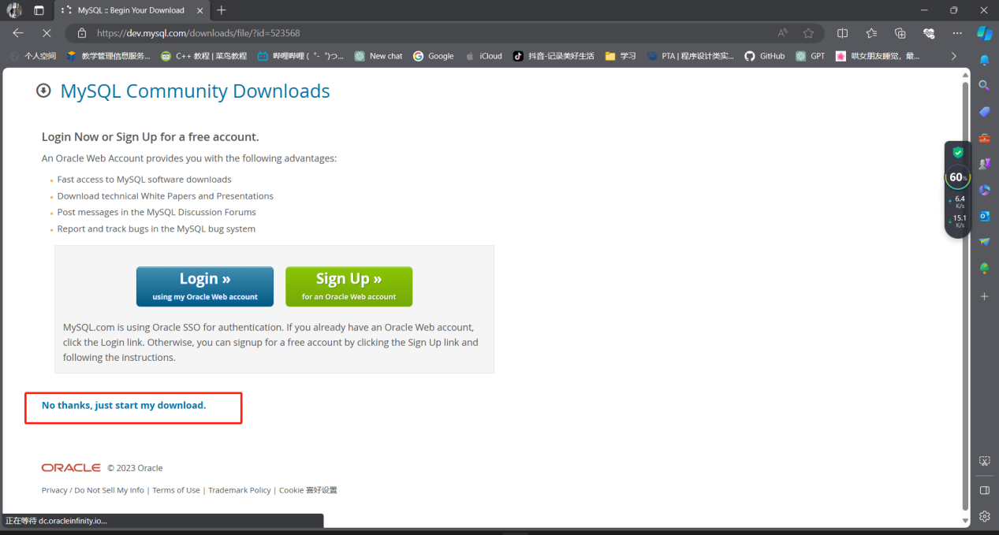 MySQL :: Begin Your Download
https://dev.mysql.com/downloads/file/?id=523568
个人空间 教学管理信息服务... C++ 教程 | 菜鸟教程 哔哩哔哩 ( ゜- ゜)つ... New chat Google iCloud 抖音-记录美好生活 学习 PTA | 程序设计类实... GitHub GPT 哄女朋友睡觉，最...
MySQL Community Downloads
Login Now or Sign Up for a free account.
An Oracle Web Account provides you with the following advantages:
Fast access to MySQL software downloads
Download technical White Papers and Presentations
Post messages in the MySQL Discussion Forums
Report and track bugs in the MySQL bug system
60%
6.4
K/s
15.1
K/s
Login » Sign Up »
using my Oracle Web account for an Oracle Web account
MySQL.com is using Oracle SSO for authentication. If you already have an Oracle Web account,
click the Login link. Otherwise, you can signup for a free account by clicking the Sign Up link and
following the instructions.
No thanks, just start my download.
ORACLE © 2023 Oracle
Privacy / Do Not Sell My Info | Terms of Use | Trademark Policy | Cookie 喜好设置
正在等待 dc.oracleinfinity.io...